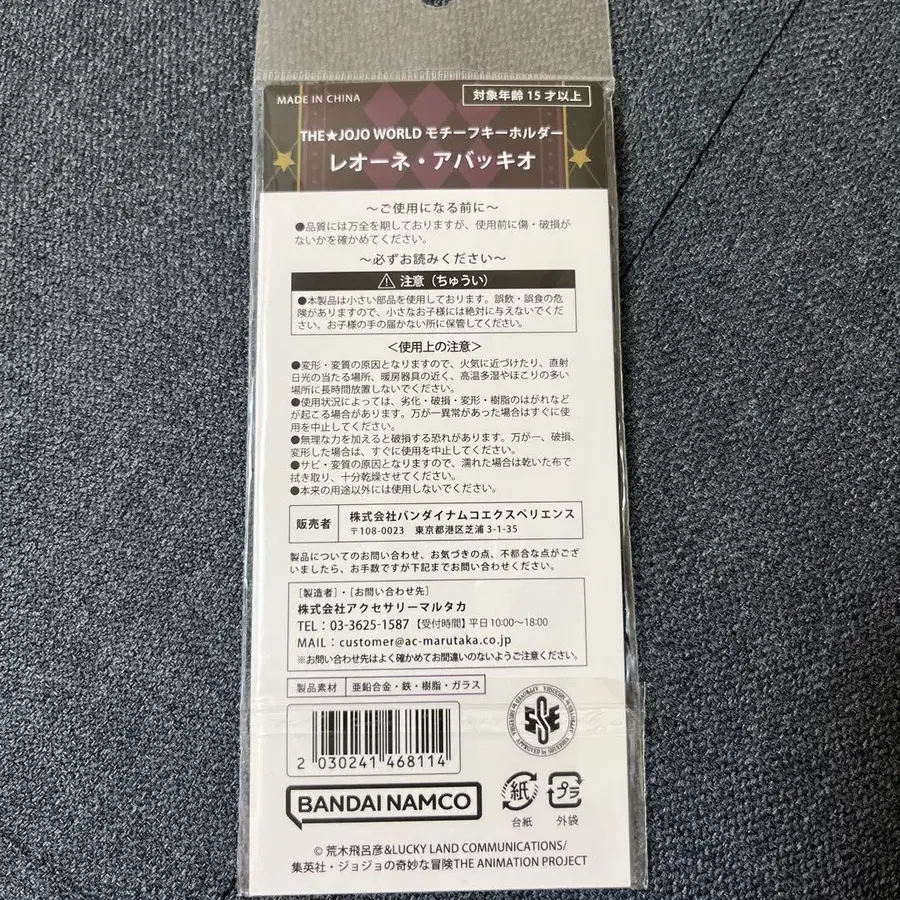 MADE IN CHINA
対象年齢 15 才以上
THE★JOJO WORLD モチーフキーホルダー
レオーネ・アバッキオ
～ご使用になる前に～
●品質には万全を期しておりますが、使用前に傷・破損が
ないかを確かめてください。
～必ずお読みください～
注意（ちゅうい）
●本製品は小さい部品を使用しております。誤飲・誤食の危
険がありますので、小さなお子様には絶対に与えないでくだ
さい。お子様の手の届かない所に保管してください。
＜使用上の注意＞
●変形・変質の原因となりますので、火気に近づけたり、直射
日光の当たる場所、暖房器具の近く、高温多湿やほこりの多い
場所に長時間放置しないでください。
●使用状況によっては、劣化・破損・変形・樹脂のはがれなど
が起こる場合があります。万が一異常があった場合はすぐに使
用を中止してください。
●無理な力を加えると破損する恐れがあります。万が一、破損、
変形した場合は、すぐに使用を中止してください。
●サビ・変質の原因となりますので、濡れた場合は乾いた布で
拭き取り、十分乾燥させてください。
●本来の用途以外には使用しないでください。
販売者
株式会社バンダイナムコエクスペリエンス
〒108-0023 東京都港区芝浦 3-1-35
製品についてのお問い合わせ、お気づきの点、不都合な点がござ
いましたら、お手数ですが下記までお問い合わせください。
［製造者］・［お問い合わせ先］
株式会社アクセサリーマルタカ
TEL：03-3625-1587 【受付時間】平日 10:00～18:00
MAIL：customer@ac-marutaka.co.jp
※お問い合わせ先はよく確かめてお間違いのないようご注意ください。
製品素材
亜鉛合金・鉄・樹脂・ガラス
2 030241 468114
BANDAI NAMCO
紙
台紙
プラ
外袋
© 荒木飛呂彦&LUCKY LAND COMMUNICATIONS/
集英社・ジョジョの奇妙な冒険THE ANIMATION PROJECT